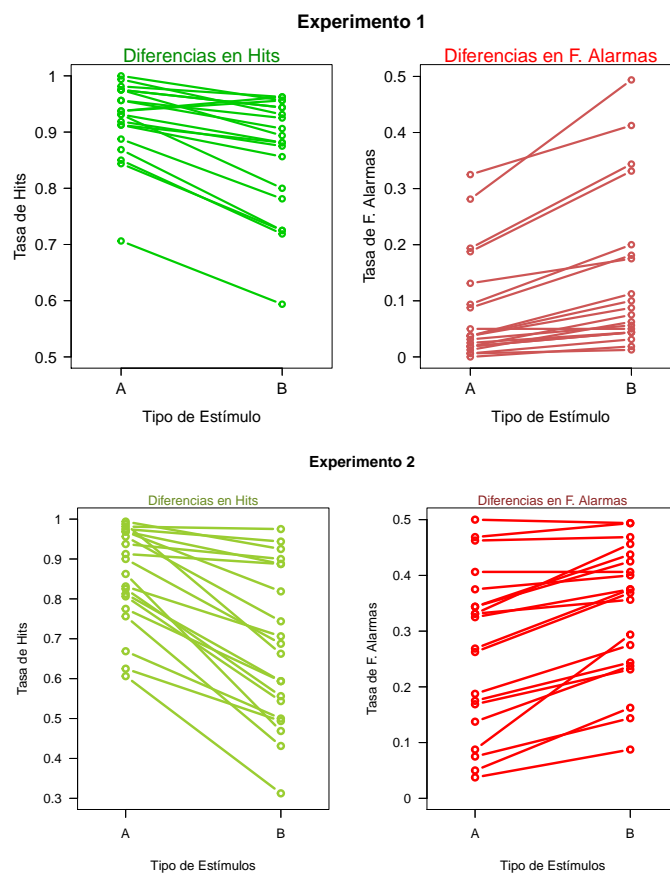 Experimento 1
Diferencias en Hits
Diferencias en F. Alarmas
Tasa de Hits
1
0.9
0.8
0.7
0.6
0.5
A
B
Tipo de Estímulo
Tasa de F. Alarmas
0.5
0.4
0.3
0.2
0.1
0
A
B
Tipo de Estímulo
Experimento 2
Diferencias en Hits
Diferencias en F. Alarmas
Tasa de Hits
1
0.9
0.8
0.7
0.6
0.5
0.4
0.3
A
B
Tipo de Estímulos
Tasa de F. Alarmas
0.5
0.4
0.3
0.2
0.1
0
A
B
Tipo de Estímulos